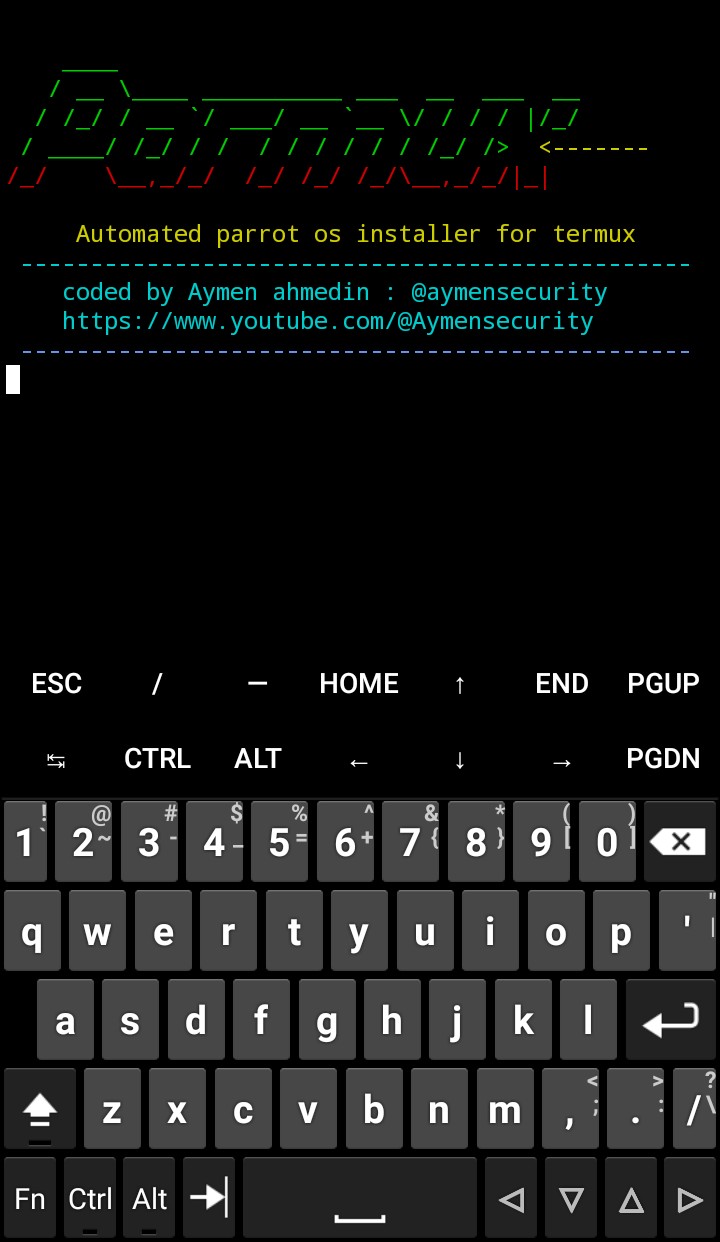 Parmux
<-------
Automated parrot os installer for termux
------------------------------------------------
coded by Aymen ahmedin : @aymensecurity
https://www.youtube.com/@Aymensecurity
------------------------------------------------
ESC / — HOME ↑ END PGUP
↹ CTRL ALT ← ↓ → PGDN
! @ # $ % ^ & * ( )
1 ` 2 ~ 3 - 4 _ 5 = 6 + 7 { 8 } 9 [ 0 ]
q w e r t y u i o p ' " |
a s d f g h j k l
z x c v b n m , < ; . > : / ? \
Fn Ctrl Alt